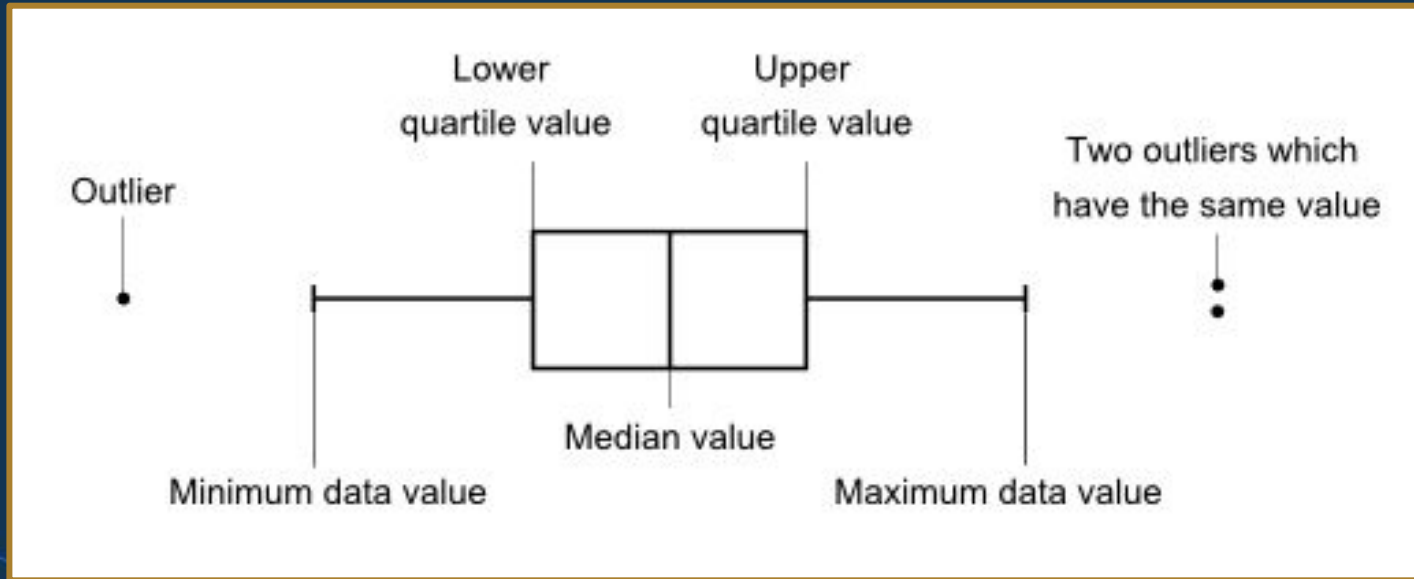 Lower
quartile value
Upper
quartile value
Two outliers which
have the same value
Outlier
Median value
Minimum data value
Maximum data value